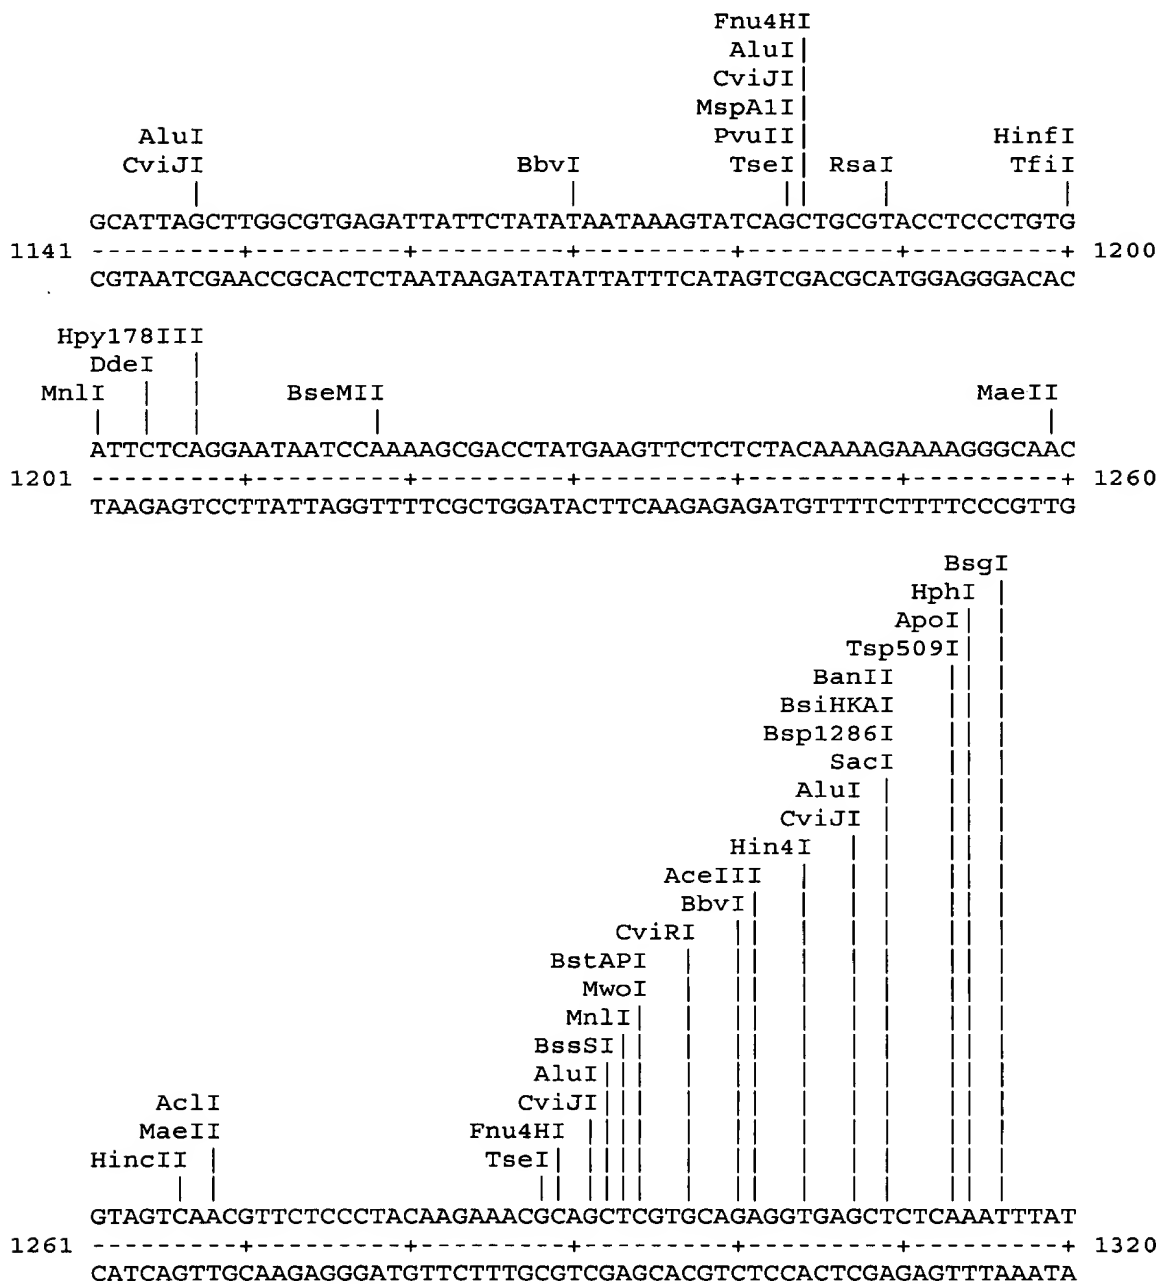 Fnu4HI
AluI
CviJI
MspA1I
AluI PvuII HinfI
CviJI BbvI TseI RsaI TfiI
GCATTAGCTTGGCGTGAGATTATTCTATATAATAAAGTATCAGCTGCGTACCTCCCTGTG
1141 ---------+---------+---------+---------+---------+---------+ 1200
CGTAATCGAACCGCACTCTAATAAGATATATTATTTCATAGTCGACGCATGGAGGGACAC
Hpy178III
DdeI
MnlI BseMII MaeII
ATTCTCAGGAATAATCCAAAAGCGACCTATGAAGTTCTCTCTACAAAAGAAAAGGGCAAC
1201 ---------+---------+---------+---------+---------+---------+ 1260
TAAGAGTCCTTATTAGGTTTTCGCTGGATACTTCAAGAGAGATGTTTTCTTTTCCCGTTG
BsgI
HphI
ApoI
Tsp509I
BanII
BsiHKAI
Bsp1286I
SacI
AluI
CviJI
Hin4I
AceIII
BbvI
CviRI
BstAPI
MwoI
MnlI
BssSI
AluI
AclI CviJI
MaeII Fnu4HI
HincII TseI
GTAGTCAACGTTCTCCCTACAAGAAACGCAGCTCGTGCAGAGGTGAGCTCTCAAATTTAT
1261 ---------+---------+---------+---------+---------+---------+ 1320
CATCAGTTGCAAGAGGGATGTTCTTTGCGTCGAGCACGTCTCCACTCGAGAGTTTAAATA